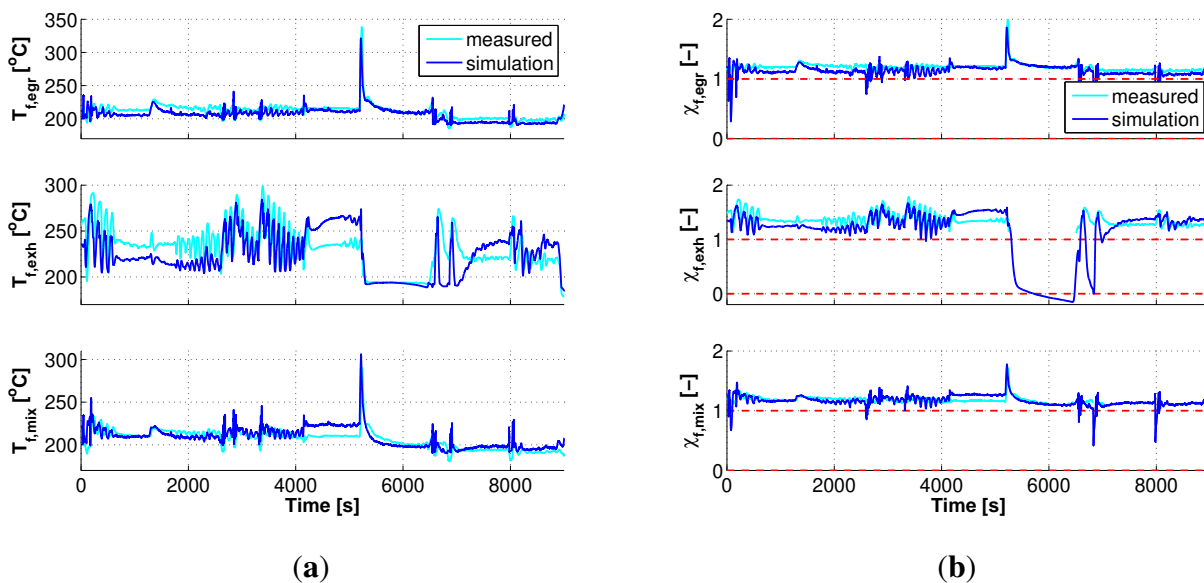 350
300
250
200
T_f,egr [°C]
measured
simulation
300
250
200
T_f,exh [°C]
300
250
200
T_f,mix [°C]
0 2000 4000 6000 8000
Time [s]
(a)
2
1
0
χ_f,egr [−]
measured
simulation
2
1
0
χ_f,exh [−]
2
1
0
χ_f,mix [−]
0 2000 4000 6000 8000
Time [s]
(b)